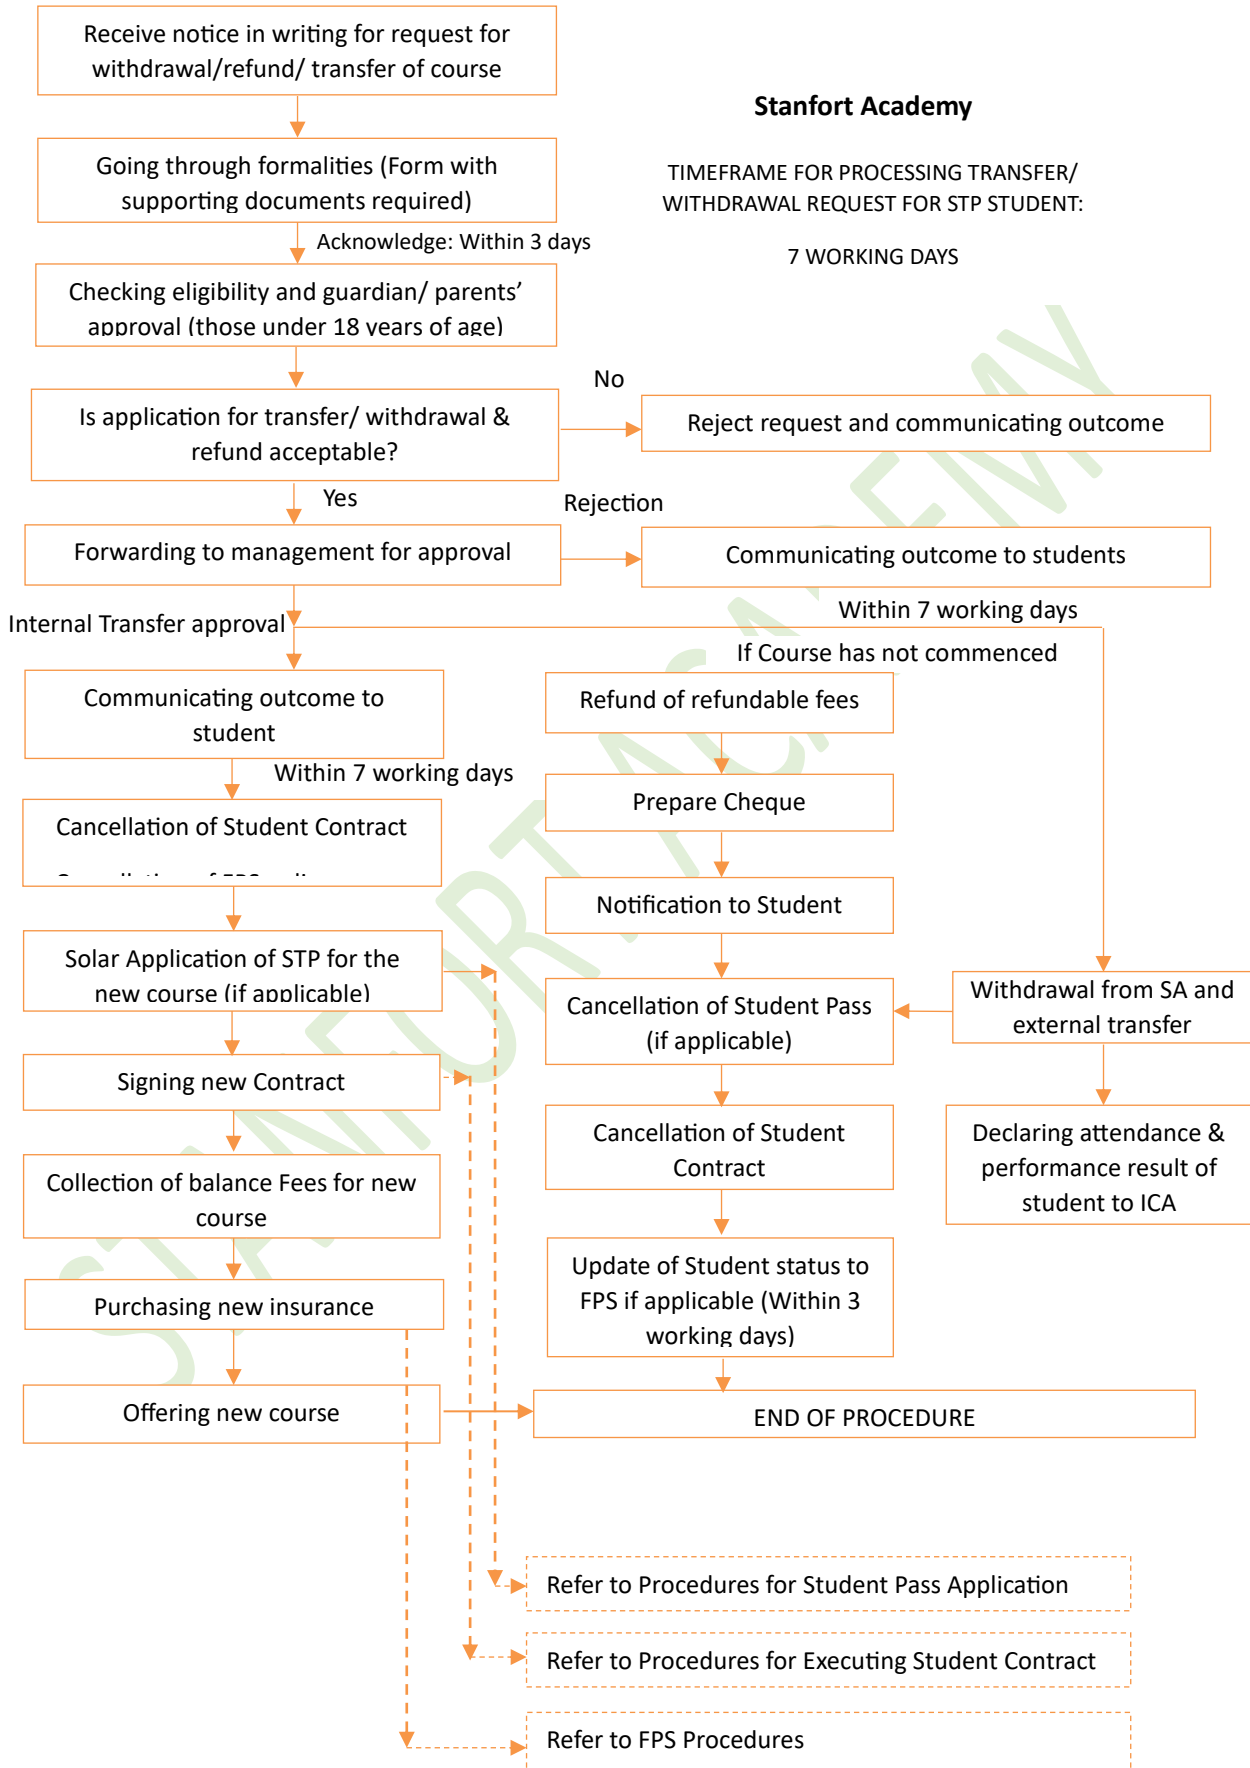 Receive notice in writing for request for
withdrawal/refund/ transfer of course
Stanfort Academy
Going through formalities (Form with
supporting documents required)
TIMEFRAME FOR PROCESSING TRANSFER/
WITHDRAWAL REQUEST FOR STP STUDENT:
7 WORKING DAYS
Acknowledge: Within 3 days
Checking eligibility and guardian/ parents’
approval (those under 18 years of age)
No
Is application for transfer/ withdrawal &
refund acceptable?
Reject request and communicating outcome
Yes
Rejection
Forwarding to management for approval
Communicating outcome to students
Internal Transfer approval
Within 7 working days
If Course has not commenced
Communicating outcome to
student
Within 7 working days
Cancellation of Student Contract
Solar Application of STP for the
new course (if applicable)
Signing new Contract
Collection of balance Fees for new
course
Purchasing new insurance
Offering new course
Refund of refundable fees
Prepare Cheque
Notification to Student
Cancellation of Student Pass
(if applicable)
Cancellation of Student
Contract
Update of Student status to
FPS if applicable (Within 3
working days)
Withdrawal from SA and
external transfer
Declaring attendance &
performance result of
student to ICA
END OF PROCEDURE
Refer to Procedures for Student Pass Application
Refer to Procedures for Executing Student Contract
Refer to FPS Procedures
STANFORT ACADEMY